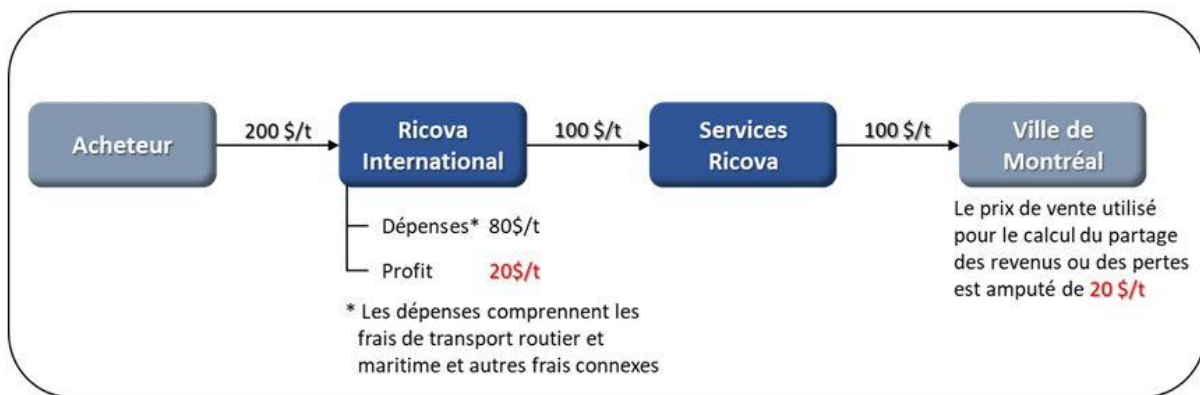 Acheteur
200 $/t
Ricova
International
100 $/t
Services
Ricova
100 $/t
Ville de
Montréal
Dépenses* 80$/t
Profit 20$/t
* Les dépenses comprennent les
frais de transport routier et
maritime et autres frais connexes
Le prix de vente utilisé
pour le calcul du partage
des revenus ou des pertes
est amputé de 20 $/t